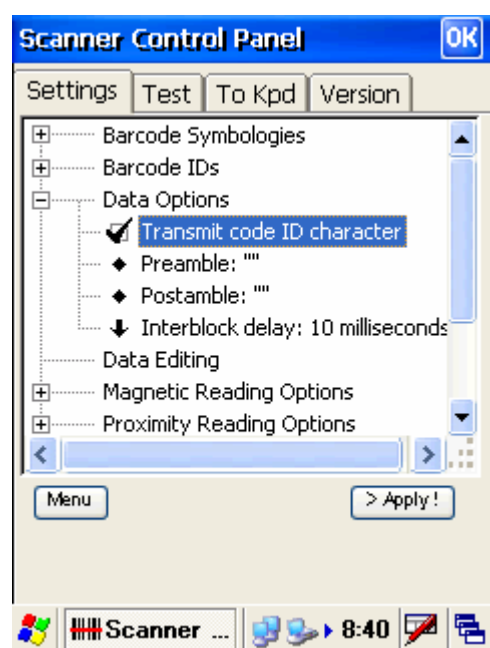 Scanner Control Panel OK
Settings Test To Kpd Version
Barcode Symbologies
Barcode IDs
Data Options
Transmit code ID character
Preamble: ""
Postamble: ""
Interblock delay: 10 milliseconds
Data Editing
Magnetic Reading Options
Proximity Reading Options
Menu > Apply !
Scanner ... 8:40